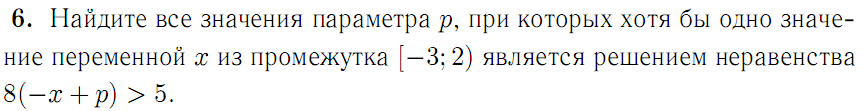 6. Найдите все значения параметра p, при которых хотя бы одно значе-
ние переменной x из промежутка [−3; 2) является решением неравенства
8(−x + p) > 5.